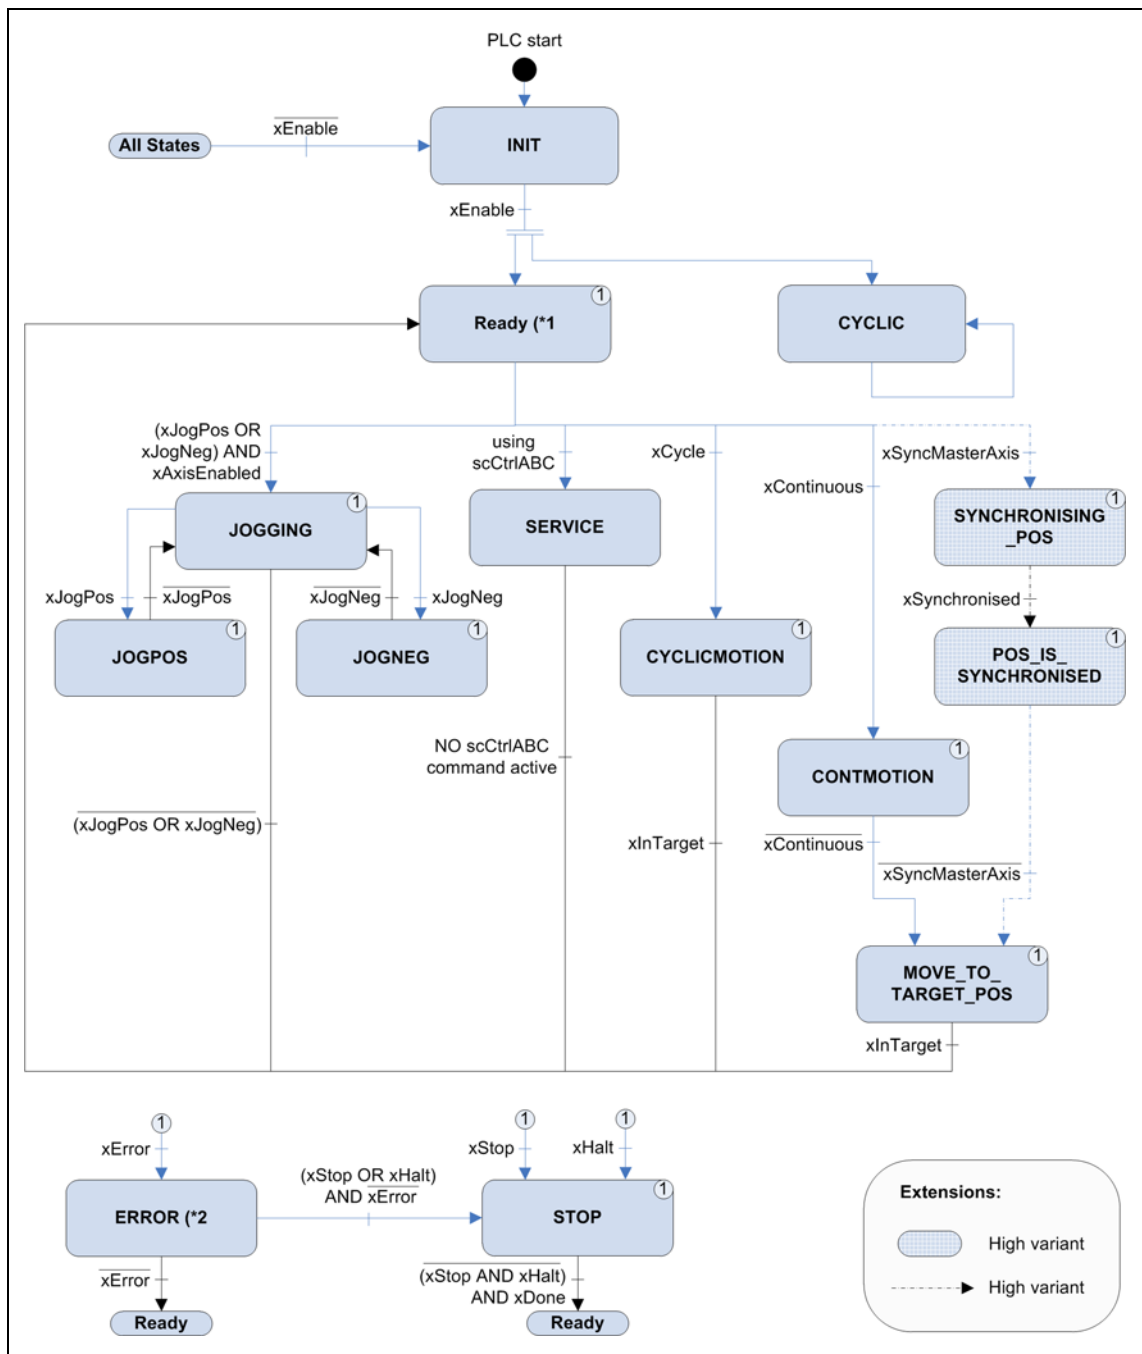 PLC start
xEnable
All States
INIT
xEnable
1
Ready (*1
CYCLIC
(xJogPos OR
xJogNeg) AND
xAxisEnabled
using
scCtrlABC
xCycle
xContinuous
xSyncMasterAxis
1
JOGGING
SERVICE
1
SYNCHRONISING
_POS
xJogPos
xJogPos
xJogNeg
xJogNeg
xSynchronised
1
JOGPOS
1
JOGNEG
1
CYCLICMOTION
1
POS_IS_
SYNCHRONISED
NO scCtrlABC
command active
1
CONTMOTION
(xJogPos OR xJogNeg)
xInTarget
xContinuous
xSyncMasterAxis
1
MOVE_TO_
TARGET_POS
xInTarget
1
xError
1
xStop
1
xHalt
ERROR (*2
(xStop OR xHalt)
AND xError
1
STOP
xError
Ready
(xStop AND xHalt)
AND xDone
Ready
Extensions:
High variant
High variant